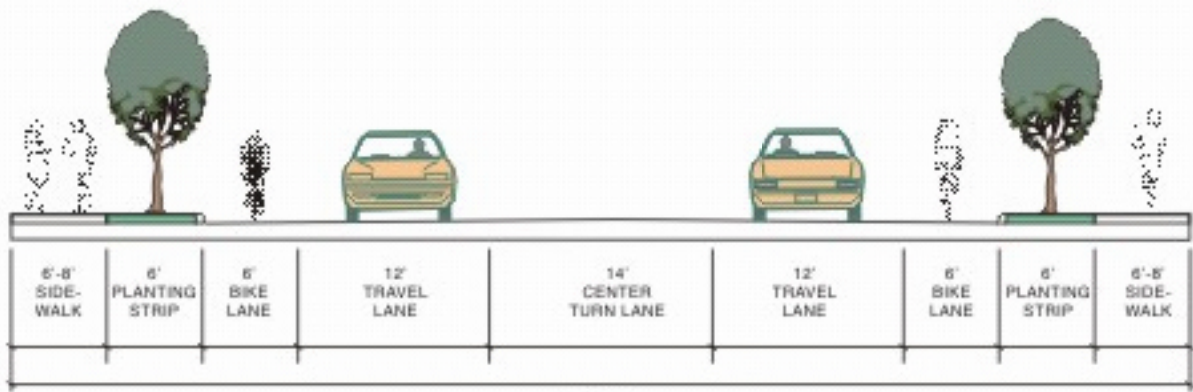 6'-8'
SIDE-
WALK
6'
PLANTING
STRIP
6'
BIKE
LANE
12'
TRAVEL
LANE
14'
CENTER
TURN LANE
12'
TRAVEL
LANE
6'
BIKE
LANE
6'
PLANTING
STRIP
6'-8'
SIDE-
WALK